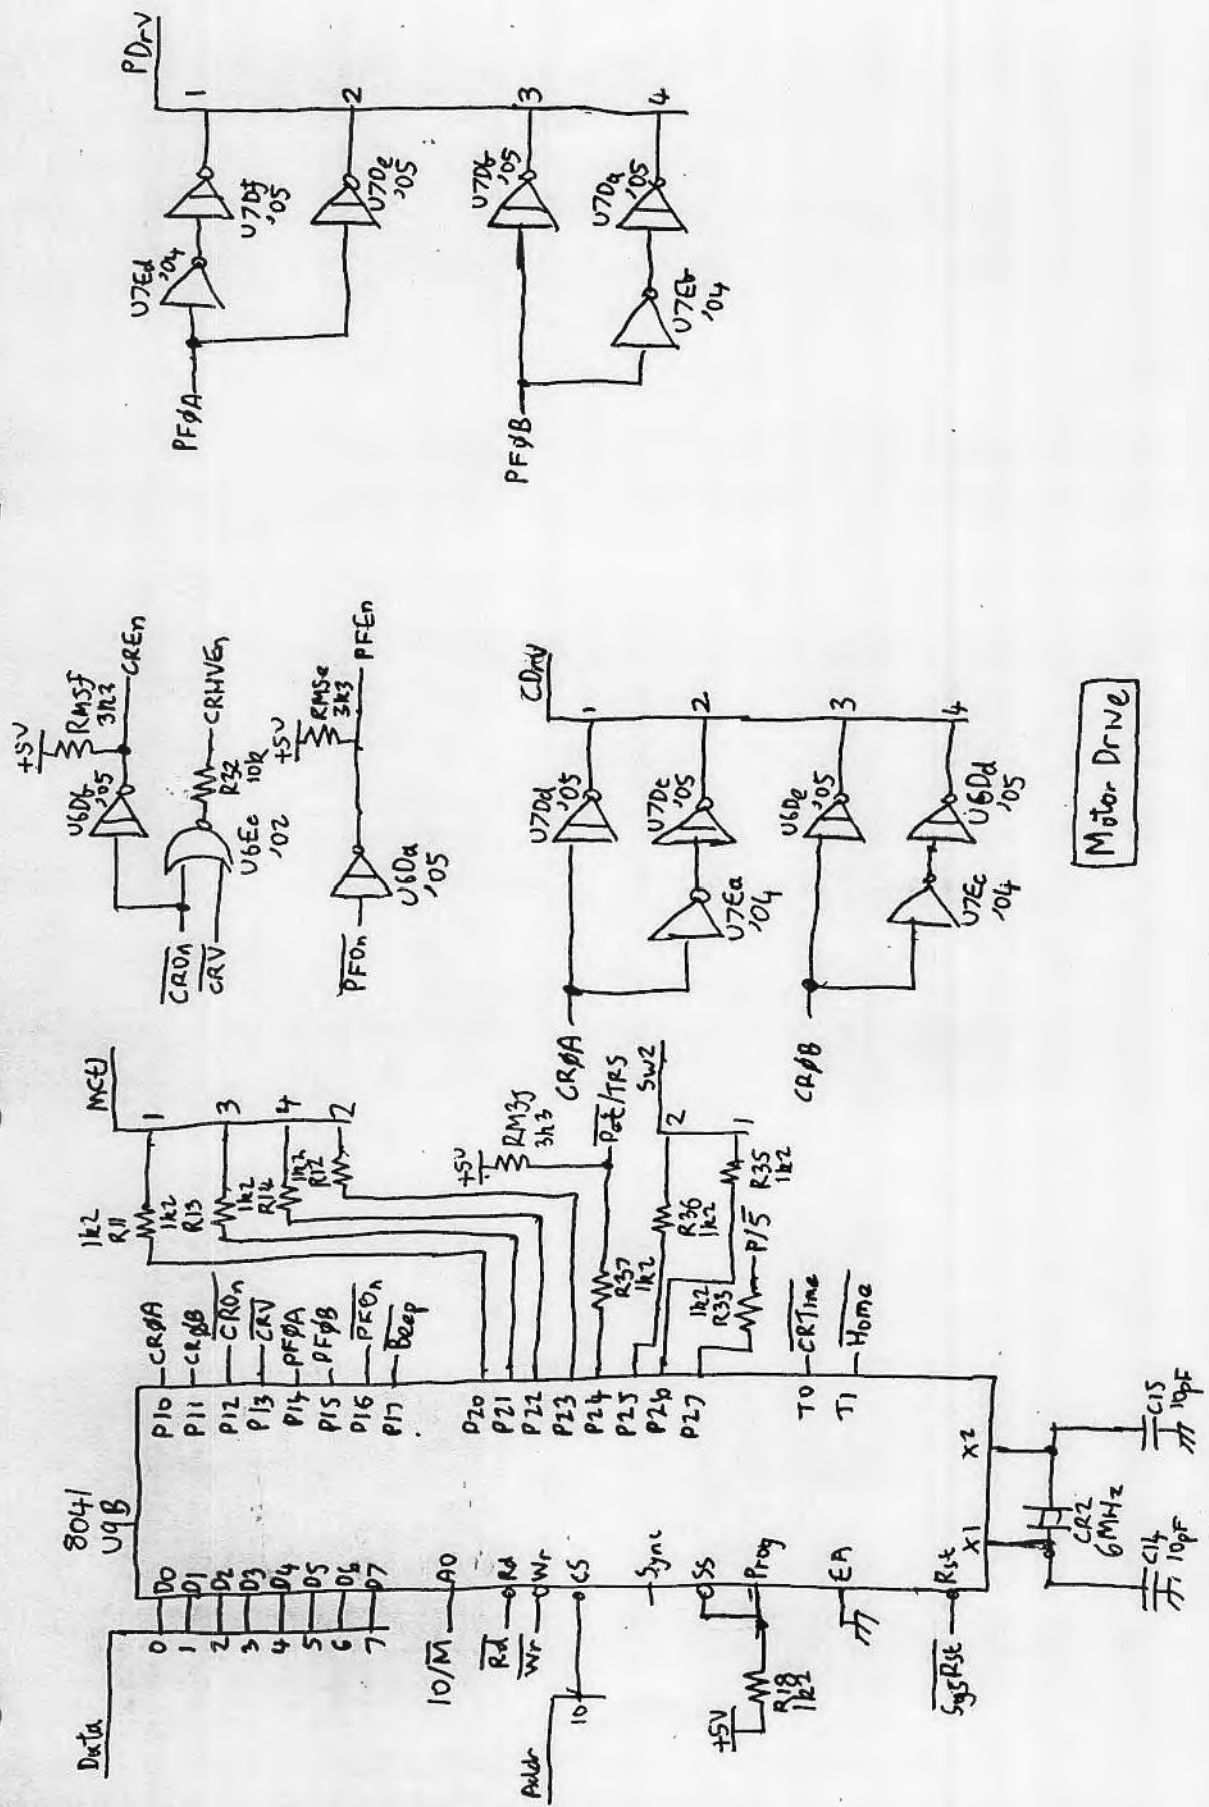 Data
0
1
2
3
4
5
6
7
D0
D1
D2
D3
D4
D5
D6
D7
8041
U9B
IO/M
A0
Rd
Rd
Wr
Wr
Addr
10
CS
Sync
SS
Prog
+5V
R18
1k2
EA
SysRst
Rst
X1
X2
CR2
6MHz
C14
10pF
C15
10pF
P10
P11
P12
P13
P14
P15
P16
P17
CRØA
CRØB
CROn
CRV
PFØA
PFØB
PFOn
Beep
P20
P21
P22
P23
P24
P25
P26
P27
T0
T1
CRTime
Home
1k2
R11
1k2
R13
1k2
R14
1k2
R12
MCtl
1
3
4
2
+5V
RM3J
3k3
R37
1k2
Pat/TRS
R36
1k2
R35
1k2
Sw2
2
1
1k2
R33
P/S
CROn
CRV
U6Db
'05
+5V
RM5f
3k3
CREn
U6Ec
'02
R32
10k
CRHVEn
PFOn
U6Da
'05
+5V
RM5e
3k3
PFEn
CRØA
U7Dd
'05
U7Ea
'04
U7Dc
'05
CDrv
1
2
3
4
CRØB
U6De
'05
U7Ec
'04
U6Dd
'05
PFØA
U7Ed
'04
U7Df
'05
U7De
'05
PDrv
1
2
3
4
PFØB
U7Db
'05
U7Eb
'04
U7Da
'05
Motor Drive